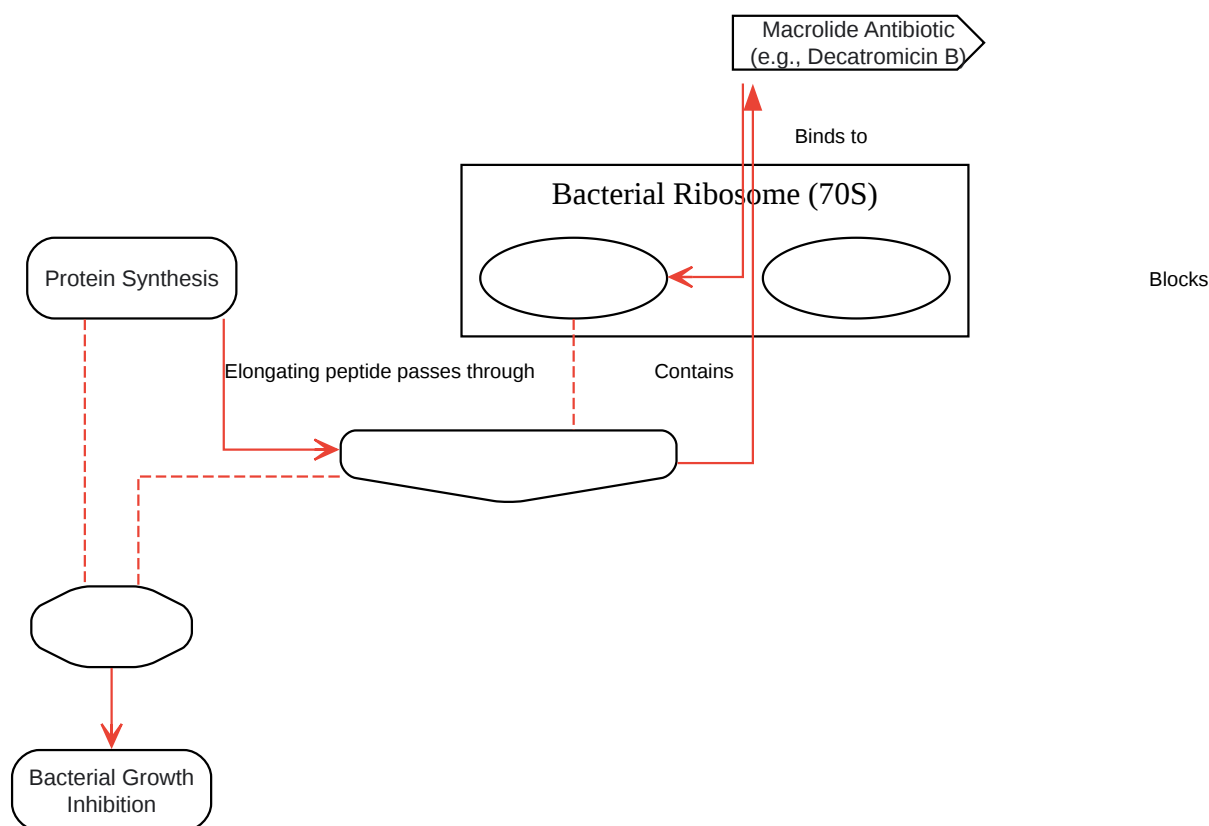 Macrolide Antibiotic
(e.g., Decatromicin B)
Binds to
Bacterial Ribosome (70S)
Protein Synthesis
Blocks
Elongating peptide passes through
Contains
Bacterial Growth
Inhibition